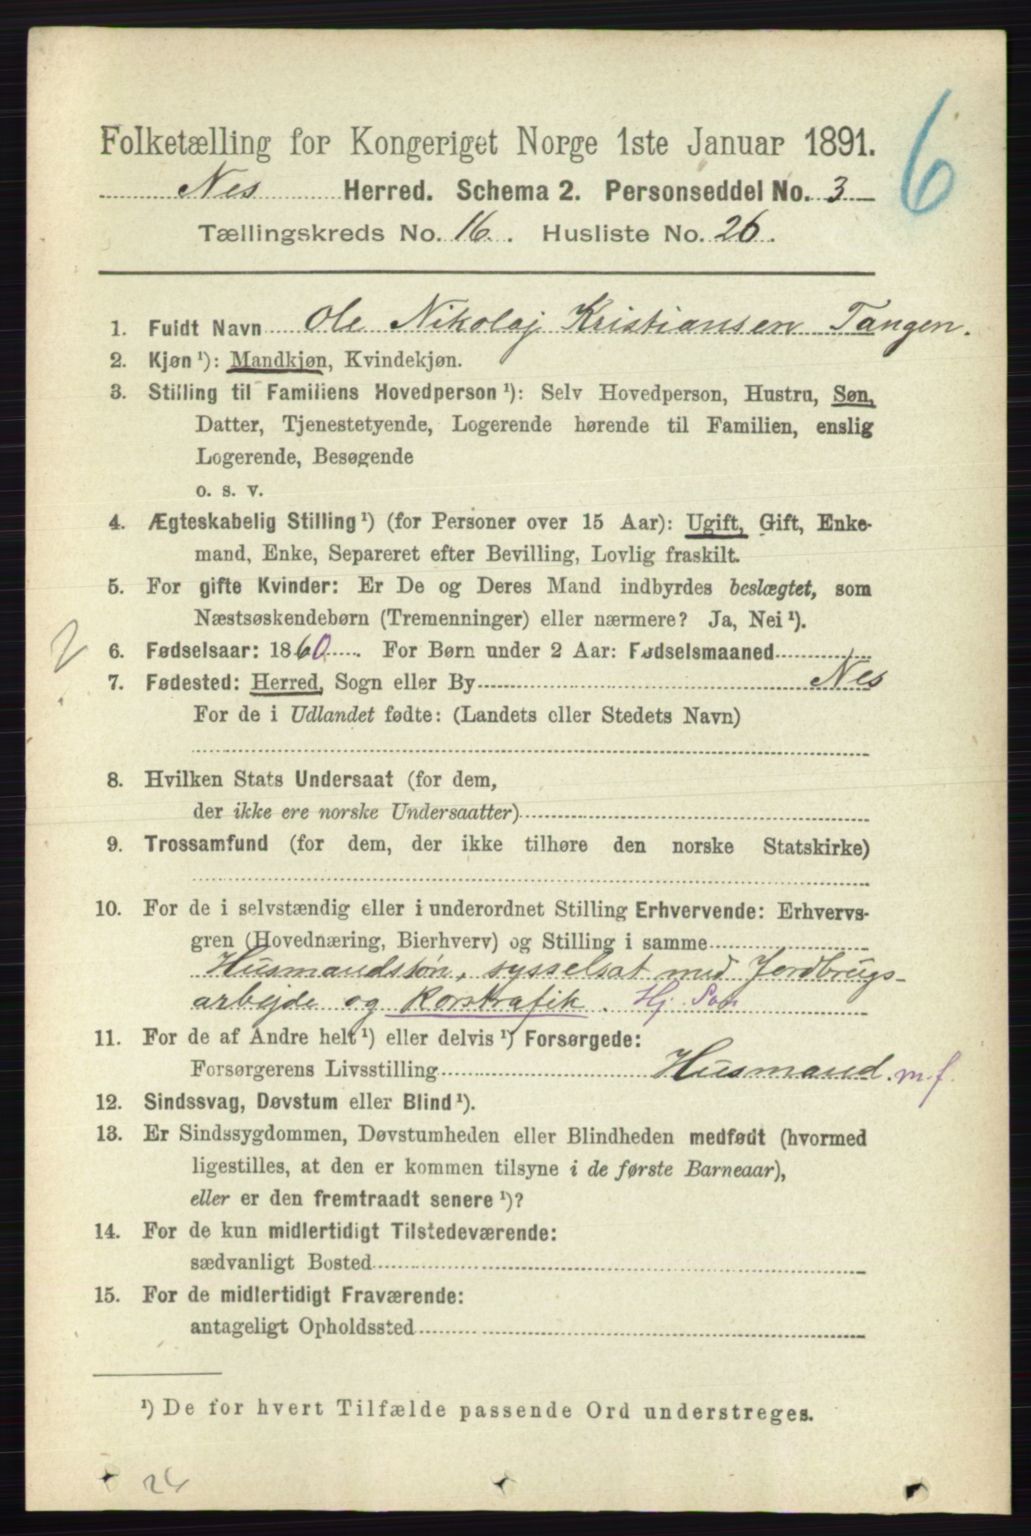 6
Folketælling for Kongeriget Norge 1ste Januar 1891.
Nes Herred. Schema 2. Personseddel No. 3
Tællingskreds No. 16. Husliste No. 26.
1. Fuldt Navn Ole Nikolaj Kristiansen Tangen.
2. Kjøn ¹): Mandkjøn, Kvindekjøn.
3. Stilling til Familiens Hovedperson ¹): Selv Hovedperson, Hustru, Søn,
Datter, Tjenestetyende, Logerende hørende til Familien, enslig
Logerende, Besøgende
o. s. v.
4. Ægteskabelig Stilling ¹) (for Personer over 15 Aar): Ugift, Gift, Enke-
mand, Enke, Separeret efter Bevilling, Lovlig fraskilt.
5. For gifte Kvinder: Er De og Deres Mand indbyrdes beslægtet, som
Næstsøskendebørn (Tremenninger) eller nærmere? Ja, Nei ¹).
6. Fødselsaar: 1860. For Børn under 2 Aar: Fødselsmaaned
7. Fødested: Herred, Sogn eller By Nes
For de i Udlandet fødte: (Landets eller Stedets Navn)
8. Hvilken Stats Undersaat (for dem,
der ikke ere norske Undersaatter)
9. Trossamfund (for dem, der ikke tilhøre den norske Statskirke)
10. For de i selvstændig eller i underordnet Stilling Erhvervende: Erhvervs-
gren (Hovednæring, Bierhverv) og Stilling i samme
Husmandssøn, sysselsat med Jordbrugs-
arbejde og Korstrafik. Hj. Søn
11. For de af Andre helt ¹) eller delvis ¹) Forsørgede:
Forsørgerens Livsstilling Husmand. m. f.
12. Sindssvag, Døvstum eller Blind ¹).
13. Er Sindssygdommen, Døvstumheden eller Blindheden medfødt (hvormed
ligestilles, at den er kommen tilsyne i de første Barneaar),
eller er den fremtraadt senere ¹)?
14. For de kun midlertidigt Tilstedeværende:
sædvanligt Bosted
15. For de midlertidigt Fraværende:
antageligt Opholdssted
¹) De for hvert Tilfælde passende Ord understreges.